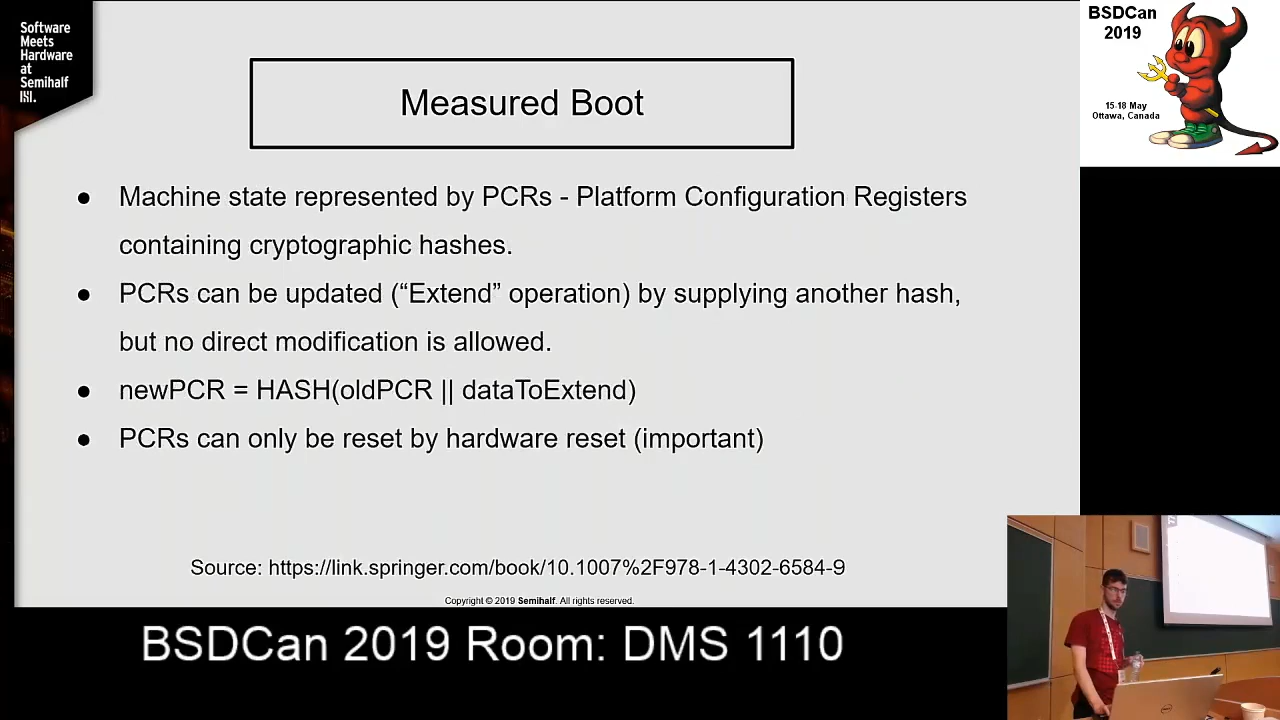 Software
Meets
Hardware
at
Semihalf
Measured Boot
● Machine state represented by PCRs - Platform Configuration Registers
containing cryptographic hashes.
● PCRs can be updated (“Extend” operation) by supplying another hash,
but no direct modification is allowed.
● newPCR = HASH(oldPCR || dataToExtend)
● PCRs can only be reset by hardware reset (important)
Source: https://link.springer.com/book/10.1007%2F978-1-4302-6584-9
Copyright © 2019 Semihalf. All rights reserved.
BSDCan
2019
15-18 May
Ottawa, Canada
BSDCan 2019 Room: DMS 1110